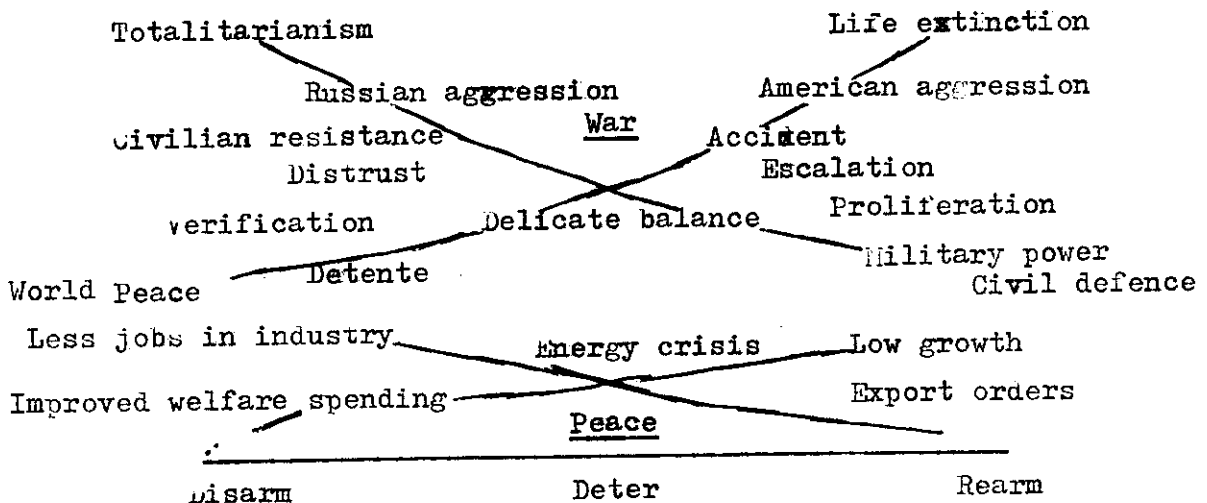 Totalitarianism Life extinction
Russian aggression American aggression
War
Civilian resistance Accident
Distrust Escalation
verification Delicate balance Proliferation
Detente Military power
World Peace Civil defence
Less jobs in industry Energy crisis Low growth
Improved welfare spending Export orders
Peace
Disarm Deter Rearm